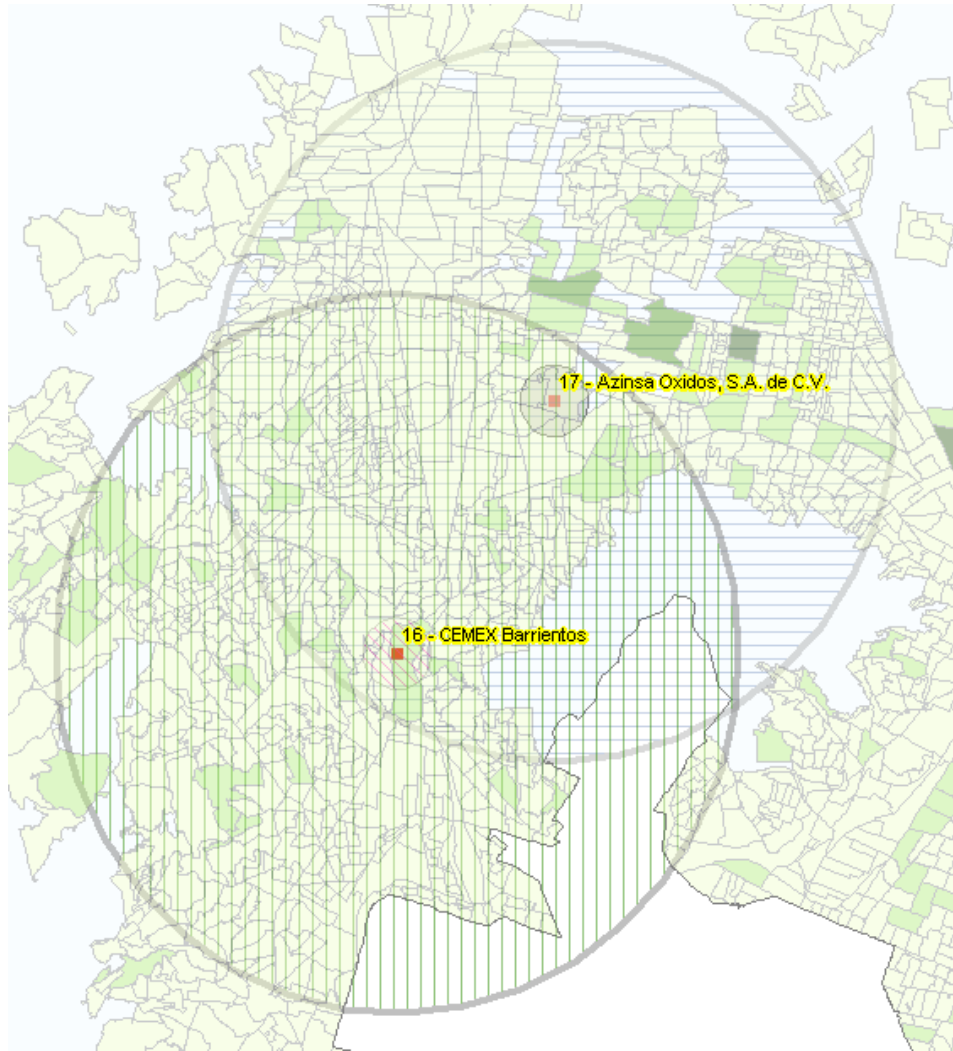 17 - Azinsa Oxidos, S.A. de C.V.
16 - CEMEX Barrientos